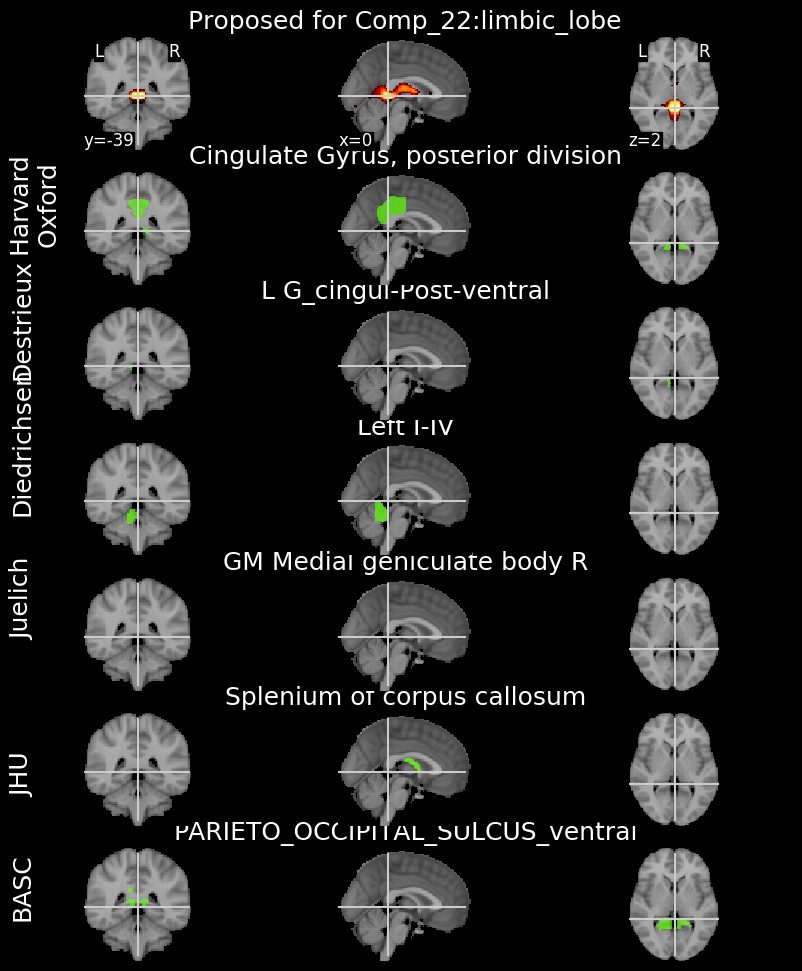 Proposed for Comp_22:limbic_lobe
L R L R
y=-39 x=0 z=2
Cingulate Gyrus, posterior division
Harvard
Oxford
L G_cingul-Post-ventral
Destrieux
Left I-IV
Diedrichsen
GM Medial geniculate body R
Juelich
Splenium of corpus callosum
JHU
PARIETO_OCCIPITAL_SULCUS_ventral
BASC